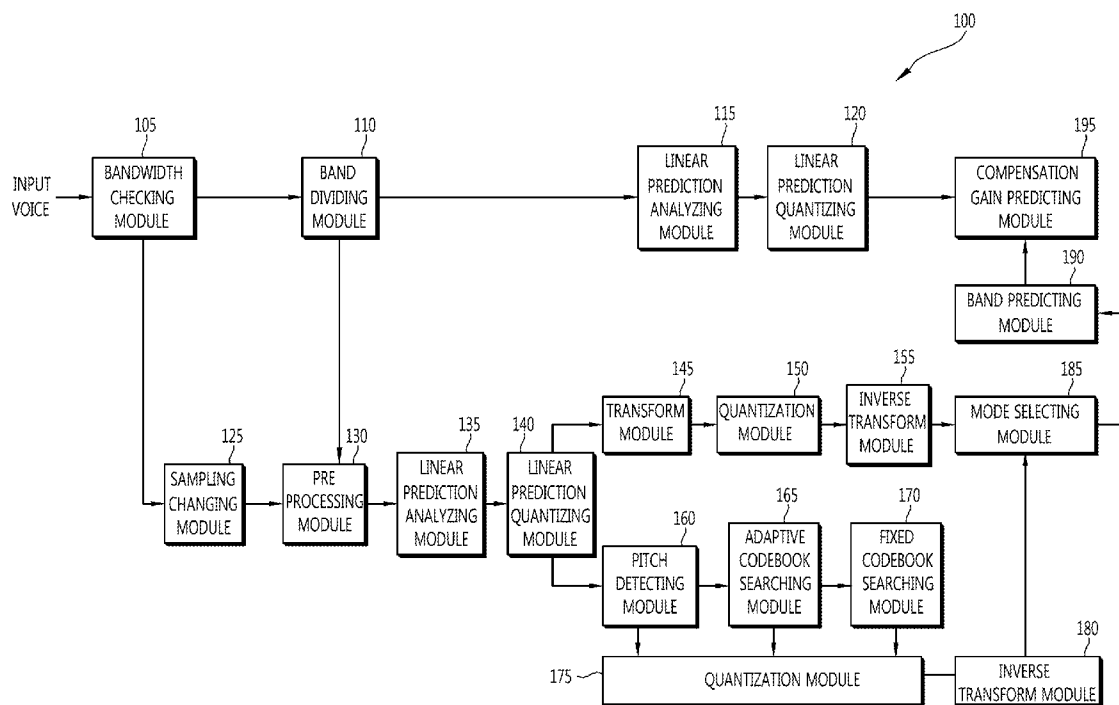 100
105
110
115
120
195
INPUT
VOICE
BANDWIDTH
CHECKING
MODULE
BAND
DIVIDING
MODULE
LINEAR
PREDICTION
ANALYZING
MODULE
LINEAR
PREDICTION
QUANTIZING
MODULE
COMPENSATION
GAIN PREDICTING
MODULE
190
BAND PREDICTING
MODULE
145
150
155
185
TRANSFORM
MODULE
QUANTIZATION
MODULE
INVERSE
TRANSFORM
MODULE
MODE SELECTING
MODULE
125
130
135
140
SAMPLING
CHANGING
MODULE
PRE
PROCESSING
MODULE
LINEAR
PREDICTION
ANALYZING
MODULE
LINEAR
PREDICTION
QUANTIZING
MODULE
160
165
170
PITCH
DETECTING
MODULE
ADAPTIVE
CODEBOOK
SEARCHING
MODULE
FIXED
CODEBOOK
SEARCHING
MODULE
175
QUANTIZATION MODULE
180
INVERSE
TRANSFORM MODULE